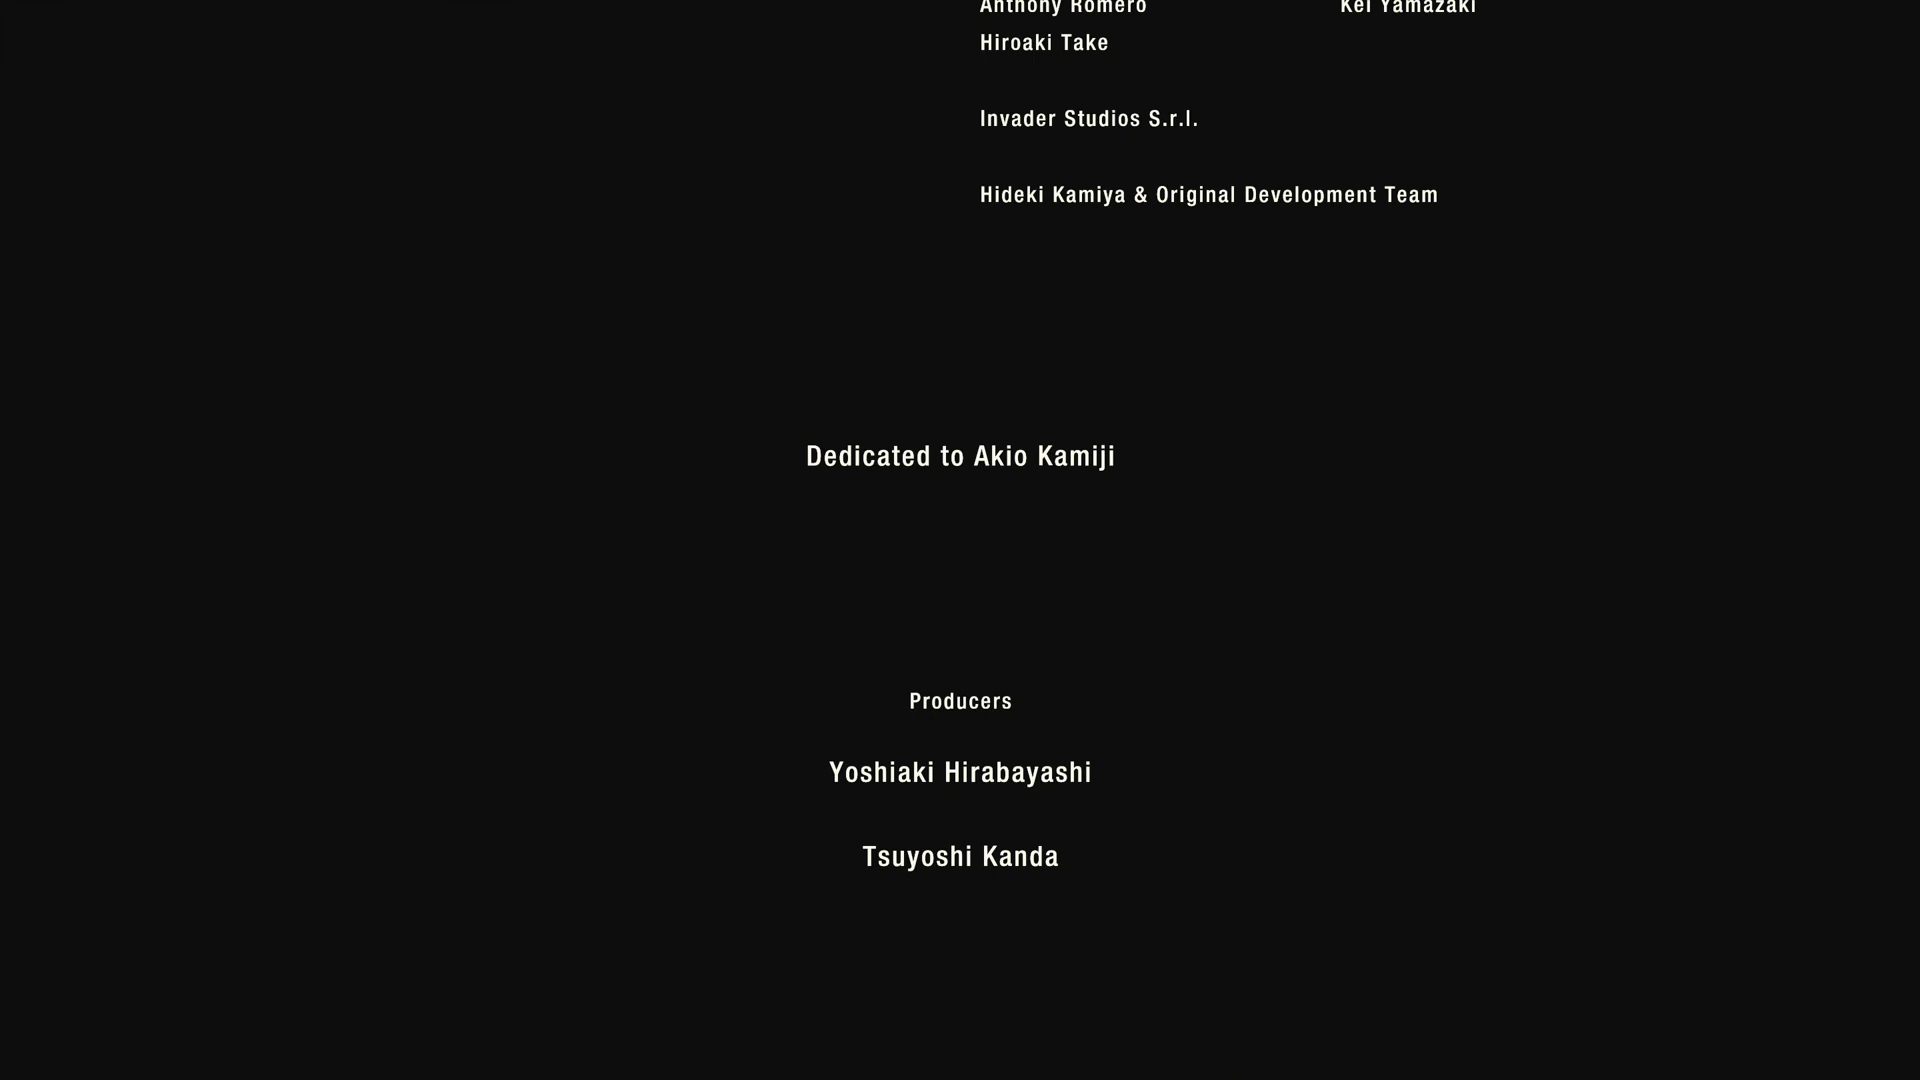 Anthony Romero Kei Yamazaki
Hiroaki Take
Invader Studios S.r.l.
Hideki Kamiya & Original Development Team
Dedicated to Akio Kamiji
Producers
Yoshiaki Hirabayashi
Tsuyoshi Kanda